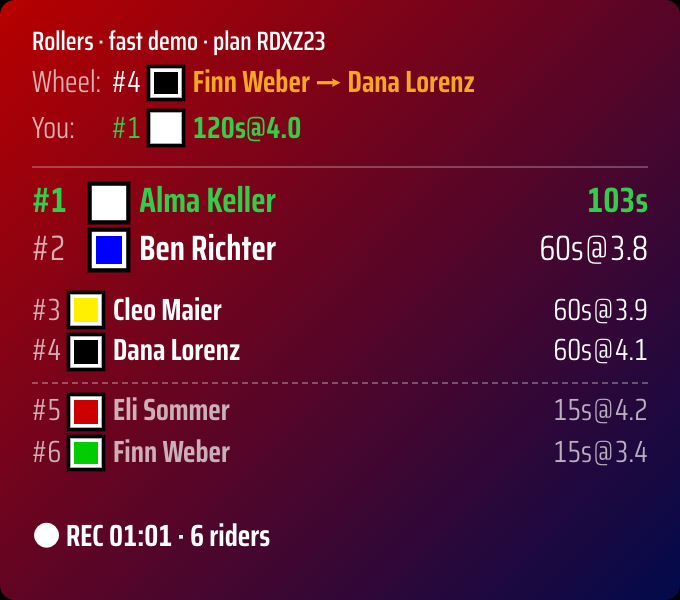 Rollers · fast demo · plan RDXZ23
Wheel: #4 Finn Weber → Dana Lorenz
You: #1 120s@4.0
#1 Alma Keller 103s
#2 Ben Richter 60s@3.8
#3 Cleo Maier 60s@3.9
#4 Dana Lorenz 60s@4.1
#5 Eli Sommer 15s@4.2
#6 Finn Weber 15s@3.4
REC 01:01 · 6 riders